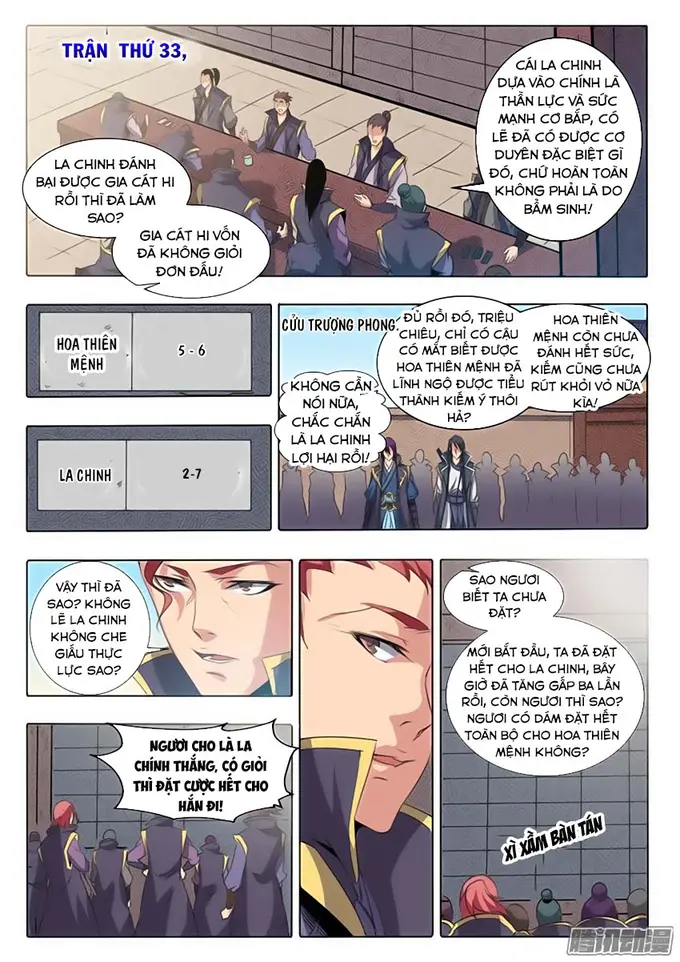 TRẬN THỨ 33,
CÁI LA CHINH
DỰA VÀO CHÍNH LÀ
THẦN LỰC VÀ SỨC
MẠNH CƠ BẮP, CÓ
LẼ ĐÃ CÓ ĐƯỢC CƠ
DUYÊN ĐẶC BIỆT GÌ
ĐÓ, CHỨ HOÀN TOÀN
KHÔNG PHẢI LÀ DO
BẨM SINH!
LA CHINH ĐÁNH
BẠI ĐƯỢC GIA CÁT HI
RỒI THÌ ĐÃ LÀM
SAO?
GIA CÁT HI VỐN
ĐÃ KHÔNG GIỎI
ĐƠN ĐẤU!
HOA THIÊN
MỆNH
5 - 6
LA CHINH
2-7
CỬU TRƯỢNG PHONG
ĐỦ RỒI ĐÓ, TRIỆU
CHIÊU, CHỈ CÓ CẬU
CÓ MẮT BIẾT ĐƯỢC
HOA THIÊN MỆNH ĐÃ
LĨNH NGỘ ĐƯỢC TIỂU
THÀNH KIẾM Ý THÔI
HẢ?
HOA THIÊN
MỆNH CÒN CHƯA
ĐÁNH HẾT SỨC,
KIẾM CŨNG CHƯA
RÚT KHỎI VỎ NỮA
KÌA!
KHÔNG CẦN
NÓI NỮA,
CHẮC CHẮN
LÀ LA CHINH
LỢI HẠI RỒI!
VẬY THÌ ĐÃ
SAO? KHÔNG
LẼ LA CHINH
KHÔNG CHE
GIẤU THỰC
LỰC SAO?
NGƯỜI CHO LÀ LA
CHÍNH THẮNG, CÓ GIỎI
THÌ ĐẶT CƯỢC HẾT CHO
HẮN ĐI!
SAO NGƯƠI
BIẾT TA CHƯA
ĐẶT?
MỚI BẮT ĐẦU, TA ĐÃ ĐẶT
HẾT CHO LA CHINH, BÂY
GIỜ ĐÃ TĂNG GẤP BA LẦN
RỒI, CÒN NGƯƠI THÌ SAO?
NGƯƠI CÓ DÁM ĐẶT HẾT
TOÀN BỘ CHO HOA THIÊN
MỆNH KHÔNG?
XÌ XẦM BÀN TÁN
腾讯动漫